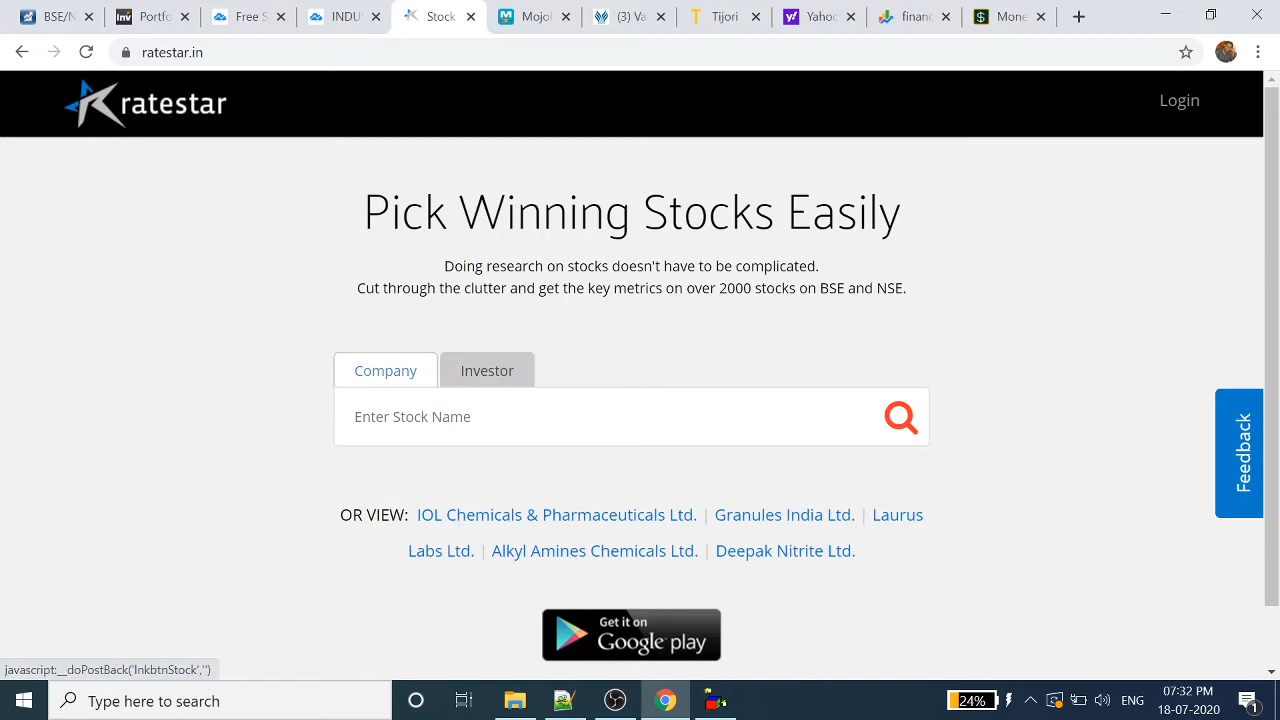 BSE/N
Portfo
Free S
INDU
Stock
MojoF
(3) Va
Tijori
Yahoo
financ
Mone
ratestar.in
ratestar
Login
Pick Winning Stocks Easily
Doing research on stocks doesn't have to be complicated.
Cut through the clutter and get the key metrics on over 2000 stocks on BSE and NSE.
Company
Investor
Enter Stock Name
Feedback
OR VIEW: IOL Chemicals & Pharmaceuticals Ltd. | Granules India Ltd. | Laurus
Labs Ltd. | Alkyl Amines Chemicals Ltd. | Deepak Nitrite Ltd.
Get it on
Google play
javascript:__doPostBack('lnkbtnStock','')
Type here to search
24%
ENG
07:32 PM
18-07-2020
1